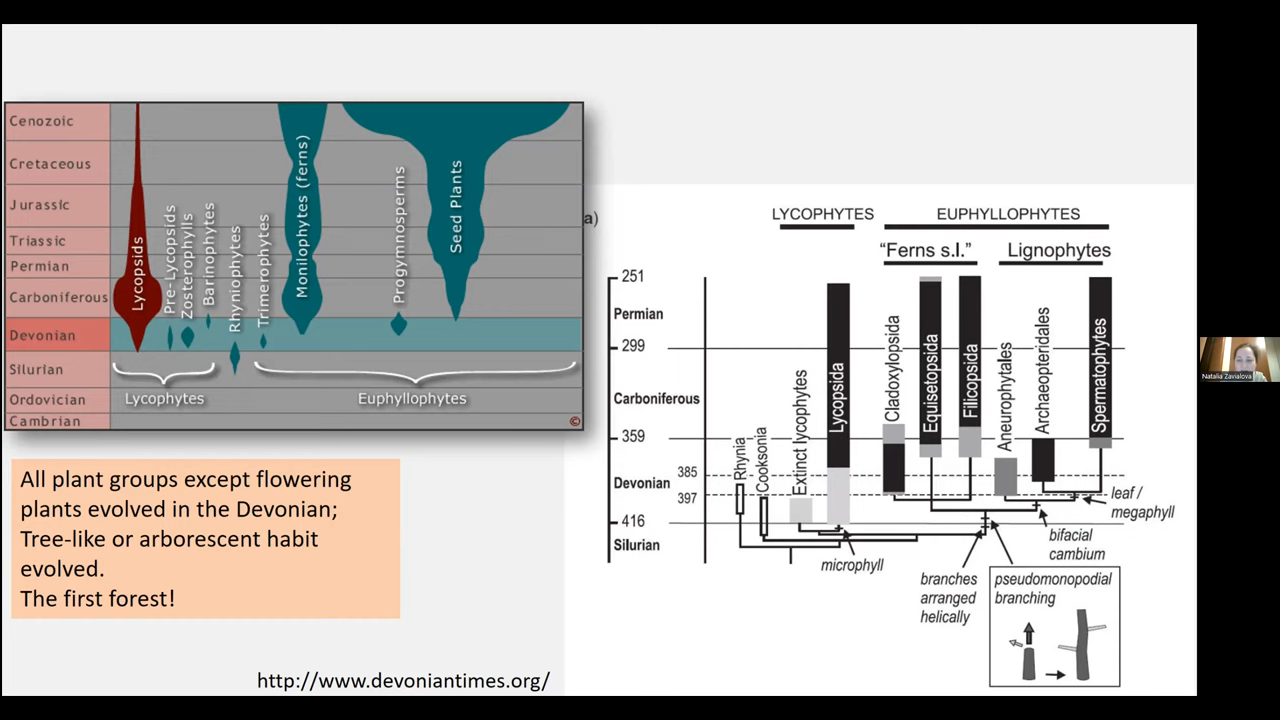 Cenozoic
Cretaceous
Jurassic
Triassic
Permian
Carboniferous
Devonian
Silurian
Ordovician
Cambrian
Lycopsids
Pre-Lycopsids
Zosterophylls
Barinophytes
Rhyniophytes
Trimerophytes
Monilophytes (ferns)
Progymnosperms
Seed Plants
Lycophytes
Euphyllophytes
©
All plant groups except flowering
plants evolved in the Devonian;
Tree-like or arborescent habit
evolved.
The first forest!
http://www.devoniantimes.org/
a)
LYCOPHYTES
EUPHYLLOPHYTES
"Ferns s.l."
Lignophytes
251
Permian
299
Carboniferous
359
385
Devonian
397
416
Silurian
Rhynia
Cooksonia
Extinct lycophytes
Lycopsida
Cladoxylopsida
Equisetopsida
Filicopsida
Aneurophytales
Archaeopteridales
Spermatophytes
leaf /
megaphyll
bifacial
cambium
microphyll
branches
arranged
helically
pseudomonopodial
branching
Natalia Zavialova